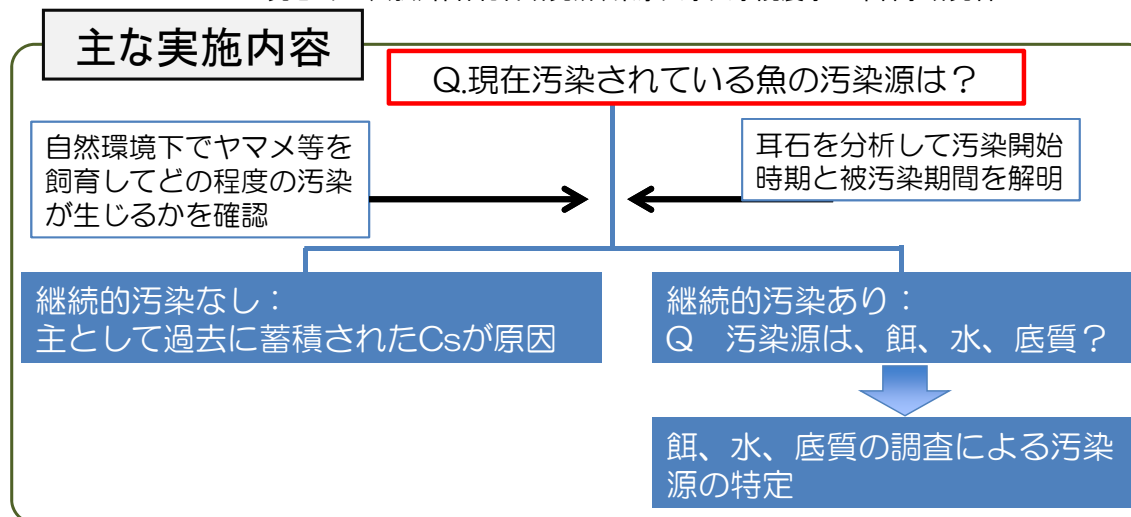 主な実施内容
Q.現在汚染されている魚の汚染源は？
自然環境下でヤマメ等を
飼育してどの程度の汚染
が生じるかを確認
耳石を分析して汚染開始
時期と被汚染期間を解明
継続的汚染なし：
主として過去に蓄積されたCsが原因
継続的汚染あり：
Q　汚染源は、餌、水、底質？
餌、水、底質の調査による汚染
源の特定